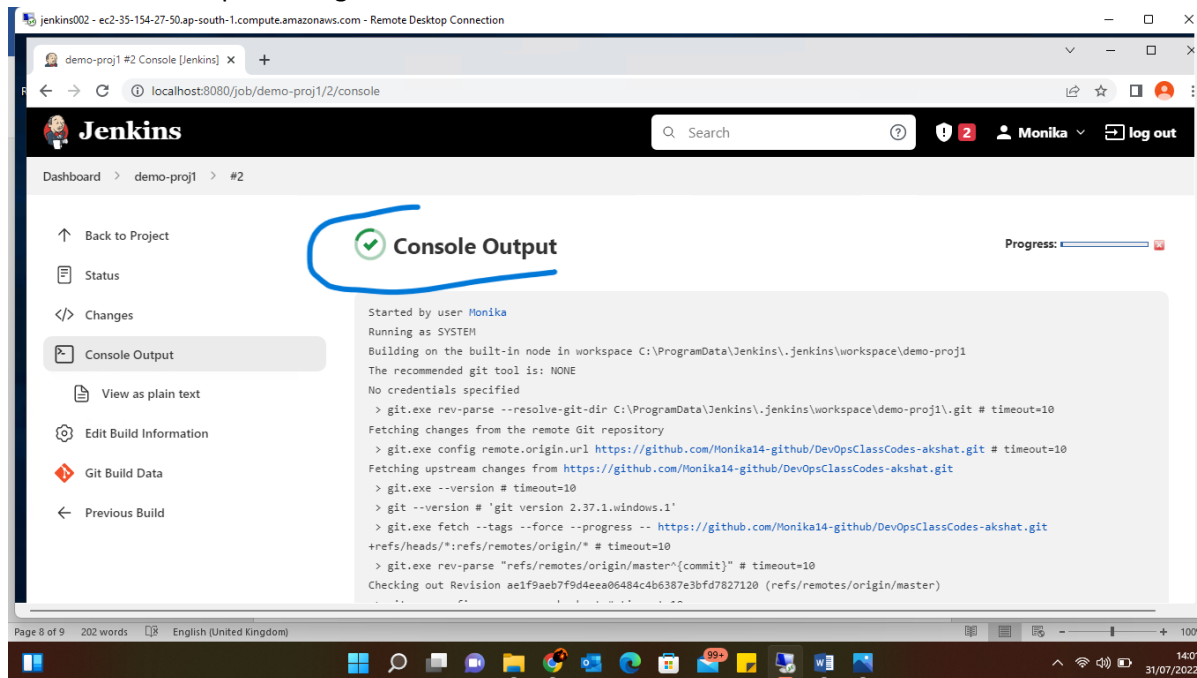 jenkins002 - ec2-35-154-27-50.ap-south-1.compute.amazonaws.com - Remote Desktop Connection
demo-proj1 #2 Console [Jenkins]
localhost:8080/job/demo-proj1/2/console
Jenkins
Search
2
Monika
log out
Dashboard > demo-proj1 > #2
Back to Project
Status
Changes
Console Output
View as plain text
Edit Build Information
Git Build Data
Previous Build
Console Output
Progress:
Started by user Monika
Running as SYSTEM
Building on the built-in node in workspace C:\ProgramData\Jenkins\.jenkins\workspace\demo-proj1
The recommended git tool is: NONE
No credentials specified
> git.exe rev-parse --resolve-git-dir C:\ProgramData\Jenkins\.jenkins\workspace\demo-proj1\.git # timeout=10
Fetching changes from the remote Git repository
> git.exe config remote.origin.url https://github.com/Monika14-github/DevOpsClassCodes-akshat.git # timeout=10
Fetching upstream changes from https://github.com/Monika14-github/DevOpsClassCodes-akshat.git
> git.exe --version # timeout=10
> git --version # 'git version 2.37.1.windows.1'
> git.exe fetch --tags --force --progress -- https://github.com/Monika14-github/DevOpsClassCodes-akshat.git
+refs/heads/*:refs/remotes/origin/* # timeout=10
> git.exe rev-parse "refs/remotes/origin/master^{commit}" # timeout=10
Checking out Revision ae1f9aeb7f9d4eea06484c4b6387e3bfd7827120 (refs/remotes/origin/master)
Page 8 of 9 202 words English (United Kingdom)
99+
31/07/2022